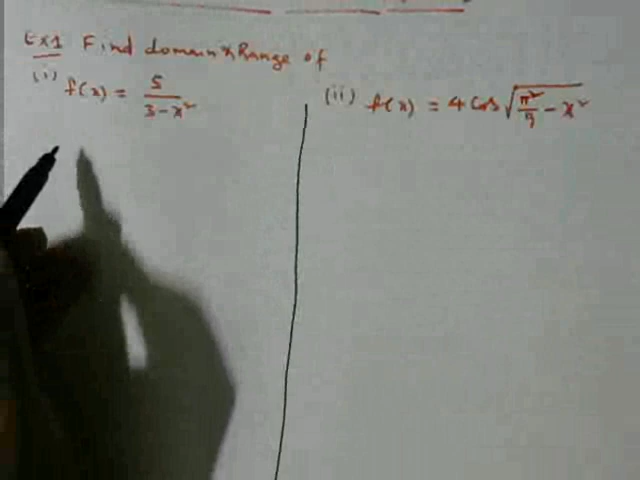 Ex1 Find domain & Range of
(i) f(x) = 5 / (3 - x²)
(ii) f(x) = 4 Cos √(π²/9 - x²)